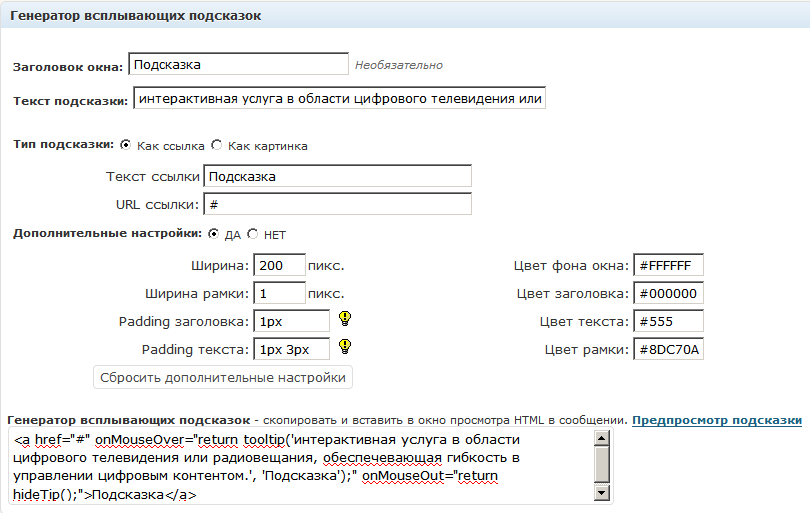 Генератор всплывающих подсказок
Заголовок окна: Подсказка Необязательно
Текст подсказки: интерактивная услуга в области цифрового телевидения или
Тип подсказки: Как ссылка Как картинка
Текст ссылки Подсказка
URL ссылки: #
Дополнительные настройки: ДА НЕТ
Ширина: 200 пикс. Цвет фона окна: #FFFFFF
Ширина рамки: 1 пикс. Цвет заголовка: #000000
Padding заголовка: 1px Цвет текста: #555
Padding текста: 1px 3px Цвет рамки: #8DC70A
Сбросить дополнительные настройки
Генератор всплывающих подсказок - скопировать и вставить в окно просмотра HTML в сообщении. Предпросмотр подсказки
<a href="#" onMouseOver="return tooltip('интерактивная услуга в области
цифрового телевидения или радиовещания, обеспечевающая гибкость в
управлении цифровым контентом.', 'Подсказка');" onMouseOut="return
hideTip();">Подсказка</a>